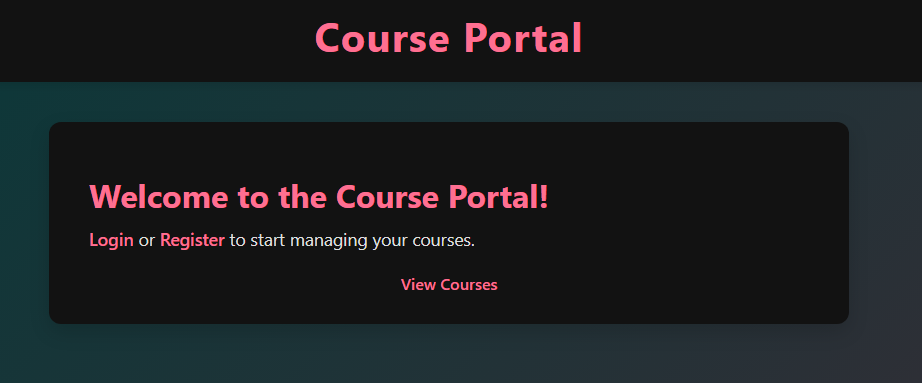 Course Portal
Welcome to the Course Portal!
Login or Register to start managing your courses.
View Courses